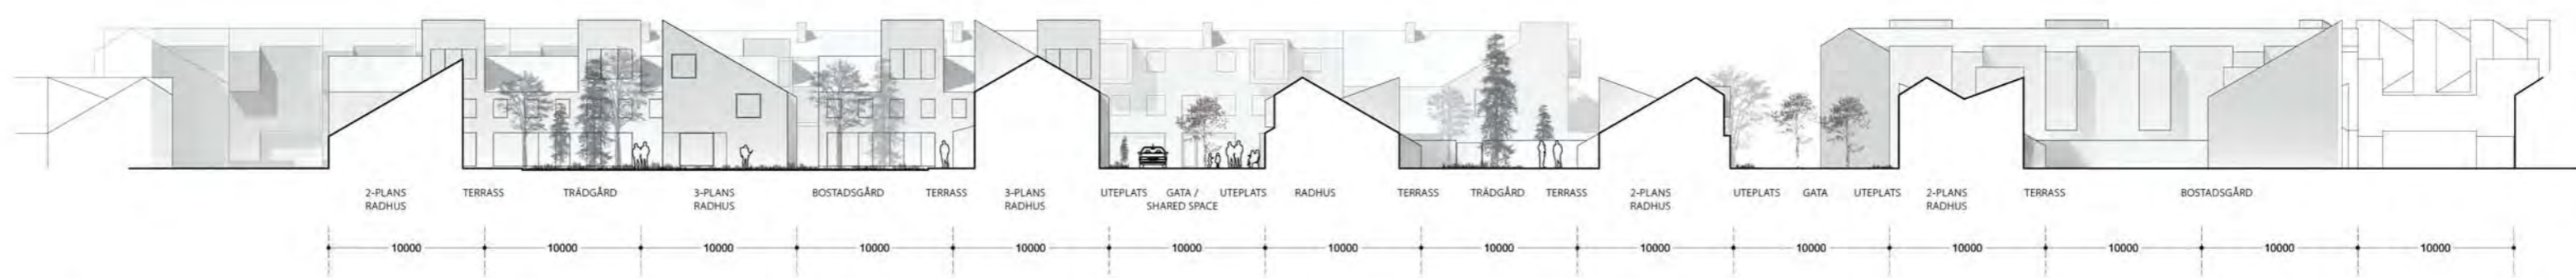 2-PLANS TERRASS TRÄDGÅRD 3-PLANS BOSTADSGÅRD TERRASS 3-PLANS UTEPLATS GATA / UTEPLATS RADHUS TERRASS TRÄDGÅRD TERRASS 2-PLANS UTEPLATS GATA UTEPLATS 2-PLANS TERRASS BOSTADSGÅRD
RADHUS RADHUS RADHUS SHARED SPACE RADHUS RADHUS
10000 10000 10000 10000 10000 10000 10000 10000 10000 10000 10000 10000 10000 10000